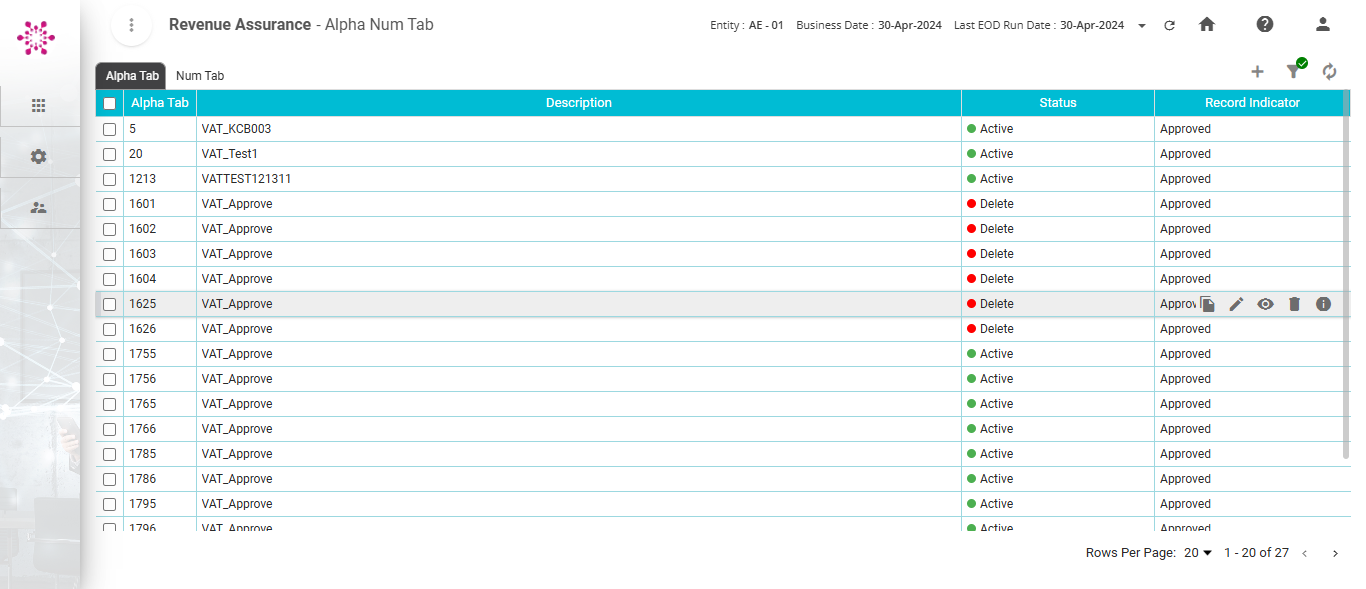 Revenue Assurance - Alpha Num Tab
Entity : AE - 01 Business Date : 30-Apr-2024 Last EOD Run Date : 30-Apr-2024
Alpha Tab Num Tab
Alpha Tab Description Status Record Indicator
5 VAT_KCB003 Active Approved
20 VAT_Test1 Active Approved
1213 VATTEST121311 Active Approved
1601 VAT_Approve Delete Approved
1602 VAT_Approve Delete Approved
1603 VAT_Approve Delete Approved
1604 VAT_Approve Delete Approved
1625 VAT_Approve Delete Approv
1626 VAT_Approve Delete Approved
1755 VAT_Approve Active Approved
1756 VAT_Approve Active Approved
1765 VAT_Approve Active Approved
1766 VAT_Approve Active Approved
1785 VAT_Approve Active Approved
1786 VAT_Approve Active Approved
1795 VAT_Approve Active Approved
1796 VAT_Approve Active Approved
Rows Per Page: 20 1 - 20 of 27